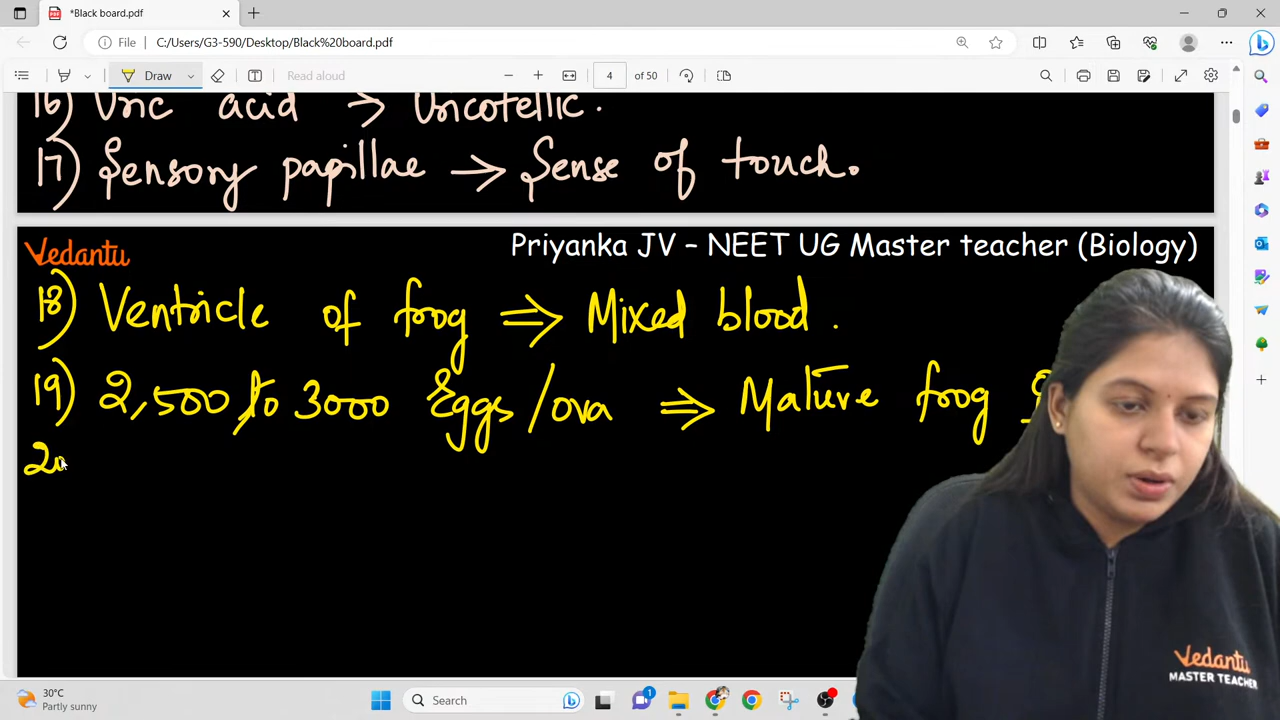 *Black board.pdf
File C:/Users/G3-590/Desktop/Black%20board.pdf
Draw Read aloud 4 of 50
16) Uric acid → Uricotellic.
17) Sensory papillae → Sense of touch.
Vedantu Priyanka JV – NEET UG Master teacher (Biology)
18) Ventricle of frog ⇒ Mixed blood.
19) 2,500 to 3000 Eggs/ova ⇒ Mature frog
20
Vedantu
MASTER TEACHER
30°C
Partly sunny
Search
1